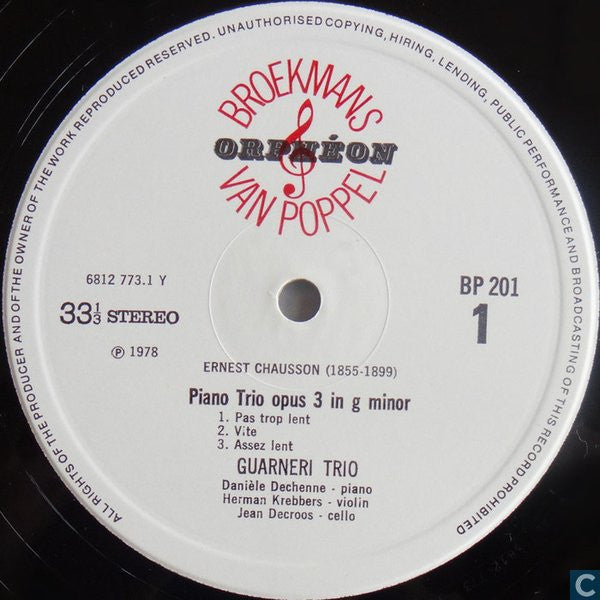 ALL RIGHTS OF THE PRODUCER AND OF THE OWNER OF THE WORK REPRODUCED RESERVED. UNAUTHORISED COPYING, HIRING, LENDING, PUBLIC PERFORMANCE AND BROADCASTING OF THIS RECORD PROHIBITED
BROEKMANS
ORPHÉON
VAN POPPEL
6812 773.1 Y
BP 201
33 1/3 STEREO
1
Ⓟ 1978
ERNEST CHAUSSON (1855-1899)
Piano Trio opus 3 in g minor
1. Pas trop lent
2. Vite
3. Assez lent
GUARNERI TRIO
Danièle Dechenne - piano
Herman Krebbers - violin
Jean Decroos - cello
C